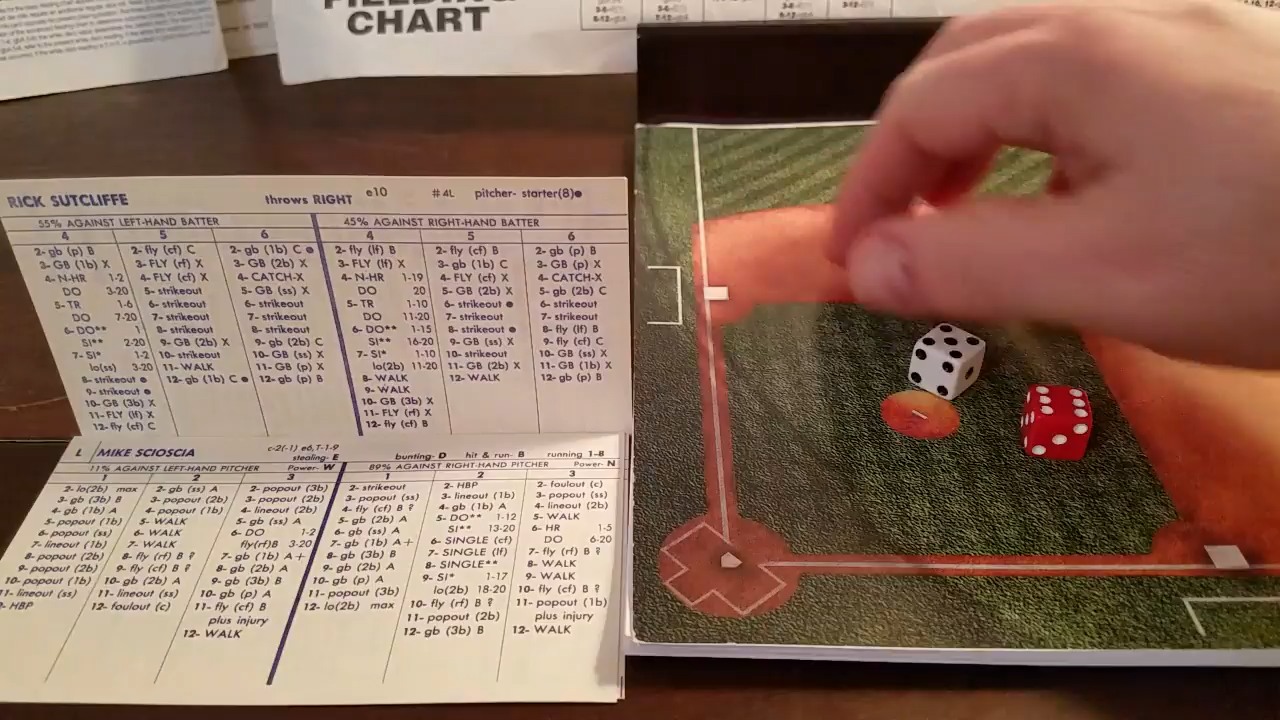 FIELDING
CHART
RICK SUTCLIFFE throws RIGHT e10 #4L pitcher- starter(8)●
55% AGAINST LEFT-HAND BATTER
4
2- gb (p) B
3- GB (1b) X
4- N-HR 1-2
DO 3-20
5- TR 1-6
DO 7-20
6- DO** 1
SI** 2-20
7- SI* 1-2
lo(ss) 3-20
8- strikeout ●
9- strikeout ●
10- GB (3b) X
11- FLY (lf) X
12- fly (cf) C
5
2- fly (cf) C
3- FLY (rf) X
4- FLY (cf) X
5- strikeout
6- strikeout
7- strikeout
8- strikeout
9- GB (2b) X
10- strikeout
11- WALK
12- gb (1b) C ●
6
2- gb (1b) C ●
3- GB (2b) X
4- CATCH-X
5- GB (ss) X
6- strikeout
7- strikeout
8- strikeout
9- gb (2b) C
10- GB (ss) X
11- GB (p) X
12- gb (p) B
45% AGAINST RIGHT-HAND BATTER
4
2- fly (lf) B
3- FLY (lf) X
4- N-HR 1-19
DO 20
5- TR 1-10
DO 11-20
6- DO** 1-15
SI** 16-20
7- SI* 1-10
lo(2b) 11-20
8- WALK
9- WALK
10- GB (3b) X
11- FLY (rf) X
12- fly (cf) B
5
2- fly (cf) B
3- gb (1b) C
4- FLY (cf) X
5- GB (2b) X
6- strikeout ●
7- strikeout
8- strikeout ●
9- GB (ss) X
10- strikeout
11- GB (2b) X
12- WALK
6
2- gb (p) B
3- GB (p) X
4- CATCH-X
5- gb (2b) C
6- strikeout
7- strikeout
8- fly (lf) B
9- fly (cf) C
10- GB (ss) X
11- GB (1b) X
12- gb (p) B
L MIKE SCIOSCIA c-2(-1) e6,T-1-9 stealing- E bunting- D hit & run- B running 1-8
11% AGAINST LEFT-HAND PITCHER Power- W
1
2- lo(2b) max
3- gb (3b) B
4- gb (1b) A
5- popout (1b)
6- popout (ss)
7- lineout (1b)
8- popout (2b)
9- popout (2b)
10- popout (1b)
11- lineout (ss)
- HBP
2
2- gb (ss) A
3- popout (2b)
4- popout (1b)
5- WALK
6- WALK
7- WALK
8- fly (rf) B ?
9- fly (cf) B ?
10- gb (2b) A
11- lineout (ss)
12- foulout (c)
3
2- popout (3b)
3- popout (2b)
4- lineout (2b)
5- gb (ss) A
6- DO 1-2
fly(rf)B 3-20
7- gb (1b) A+
8- gb (2b) A
9- gb (3b) B
10- gb (p) A
11- fly (cf) B
plus injury
12- WALK
89% AGAINST RIGHT-HAND PITCHER Power- N
1
2- strikeout
3- popout (ss)
4- fly (cf) B ?
5- gb (2b) A
6- gb (ss) A
7- gb (1b) A+
8- gb (3b) B
9- gb (2b) A
10- gb (p) A
11- popout (3b)
12- lo(2b) max
2
2- HBP
3- lineout (1b)
4- gb (1b) A
5- DO** 1-12
SI** 13-20
6- SINGLE (cf)
7- SINGLE (lf)
8- SINGLE**
9- SI* 1-17
lo(2b) 18-20
10- fly (rf) B ?
11- popout (2b)
12- gb (3b) B
3
2- foulout (c)
3- popout (ss)
4- lineout (2b)
5- WALK
6- HR 1-5
DO 6-20
7- fly (rf) B ?
8- WALK
9- WALK
10- fly (cf) B ?
11- popout (1b)
plus injury
12- WALK